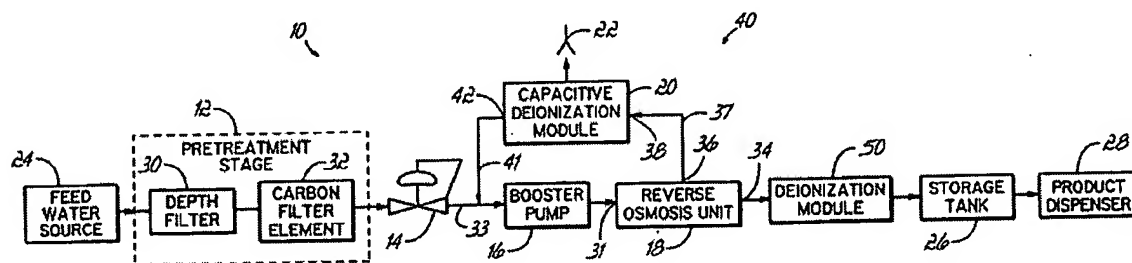 10
22
40
42
CAPACITIVE
DEIONIZATION
MODULE
20
37
38
12
PRETREATMENT
STAGE
24
FEED
WATER
SOURCE
30
DEPTH
FILTER
32
CARBON
FILTER
ELEMENT
14
33
41
BOOSTER
PUMP
16
31
REVERSE
OSMOSIS UNIT
18
36
34
50
DEIONIZATION
MODULE
STORAGE
TANK
26
28
PRODUCT
DISPENSER